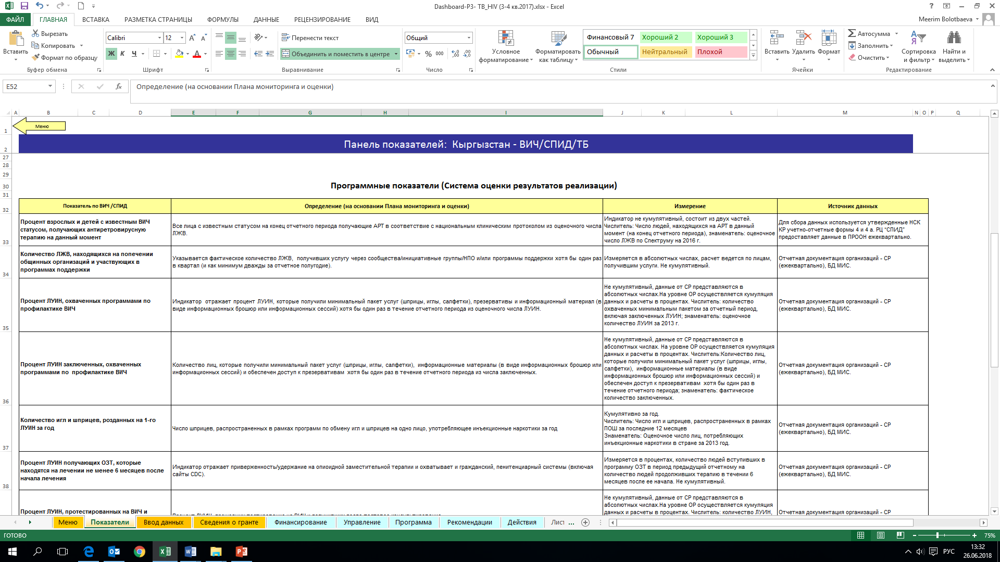 Dashboard-P3- TB_HIV (3-4 кв.2017).xlsx - Excel
ФАЙЛ ГЛАВНАЯ ВСТАВКА РАЗМЕТКА СТРАНИЦЫ ФОРМУЛЫ ДАННЫЕ РЕЦЕНЗИРОВАНИЕ ВИД Meerim Bolotbaeva
Вставить
Вырезать
Копировать
Формат по образцу
Буфер обмена
Calibri 12
Ж К Ч
Шрифт
Перенести текст
Объединить и поместить в центре
Выравнивание
Общий
% 000
Число
Условное форматирование
Форматировать как таблицу
Финансовый 7 Хороший 2 Хороший 3
Обычный Нейтральный Плохой
Стили
Вставить Удалить Формат
Ячейки
Автосумма
Заполнить
Очистить
Сортировка и фильтр
Найти и выделить
Редактирование
E52 fx Определение (на основании Плана мониторинга и оценки)
A B C D E F G H I J K L M N O P Q
1 Меню
2 Панель показателей: Кыргызстан - ВИЧ/СПИД/ТБ
27
28
29
30 Программные показатели (Система оценки результатов реализации)
31
32 Показатель по ВИЧ /СПИД Определение (на основании Плана мониторинга и оценки) Измерение Источник данных
33
Процент взрослых и детей с известным ВИЧ
статусом, получающих антиретровирусную
терапию на данный момент
Все лица с известным статусом на конец отчетного периода получающие АРТ в соответствие с национальным клиническим протоколом из оценочного числа
ЛЖВ.
Индикатор не кумулятивный, состоит из двух частей.
Числитель: Число людей, находящихся на АРТ в данный
момент (на конец отчетного периода), знаменатель: оценочное
число ЛЖВ по Спектруму на 2016 г.
Для сбора данных используется утвержденные НСК
КР учетно-отчетные формы 4 и 4 а. РЦ “СПИД”
предоставляет данные в ПРООН ежеквартально.
34
Количество ЛЖВ, находящихся на попечении
общинных организаций и участвующих в
программах поддержки
Указывается фактическое количество ЛЖВ, получивших услугу через сообщества/инициативные группы/НПО и/или программы поддержки хотя бы один раз
в квартал (и как минимум дважды за отчетное полугодие).
Измеряется в абсолютных числах, расчет ведется по лицам,
получившим услуги. Не кумулятивный.
Отчетная документация организаций - СР
(ежеквартально), БД МИС.
35
Процент ЛУИН, охваченных программами по
профилактике ВИЧ
Индикатор отражает процент ЛУИН, которые получили минимальный пакет услуг (шприцы, иглы, салфетки), презервативы и информационный материал (в
виде информационных брошюр или информационных сессий) хотя бы один раз в течение отчетного периода из оценочного числа ЛУИН.
Не кумулятивный, данные от СР представляются в
абсолютных числах.На уровне ОР осуществляется кумуляция
данных и расчеты в процентах. Числитель: количество
охваченных минимальным пакетом за отчетный период,
включая заключенных ЛУИН; знаменатель: оценочное
количество ЛУИН за 2013 г.
Отчетная документация организаций - СР
(ежеквартально), БД МИС.
36
Процент ЛУИН заключенных, охваченных
программами по профилактике ВИЧ
Количество лиц, которые получили минимальный пакет услуг (шприцы, иглы, салфетки), информационные материалы (в виде информационных брошюр или
информационных сессий) и обеспечен доступ к презервативам хотя бы один раз в течение отчетного периода из числа заключенных.
Не кумулятивный, данные от СР представляются в
абсолютных числах. На уровне ОР осуществляется кумуляция
данных и расчеты в процентах. Числитель:Количество лиц,
которые получили минимальный пакет услуг (шприцы, иглы,
салфетки), информационные материалы (в виде
информационных брошюр или информационных сессий) и
обеспечен доступ к презервативам хотя бы один раз в
течение отчетного периода; знаменатель: фактическое
количество заключенных.
Отчетная документация организаций - СР
(ежеквартально), БД МИС.
37
Количество игл и шприцев, розданных на 1-го
ЛУИН за год
Число шприцев, распространенных в рамках программ по обмену игл и шприцев на одно лицо, употребляющее инъекционные наркотики за год
Кумулятивно за год.
Числитель: Число игл и шприцев, распространенных в рамках
ПОШ за последние 12 месяцев
Знаменатель: Оценочное число лиц, потребляющих
инъекционные наркотики в стране за 2013 год.
Отчетная документация организаций - СР
(ежеквартально), БД МИС.
38
Процент ЛУИН получающих ОЗТ, которые
находятся на лечении не менее 6 месяцев после
начала лечения
Индикатор отражает приверженность/удержание на опиоидной заместительной терапии и охватывает и гражданский, пенитенциарный системы (включая
сайты CDC).
Измеряется в процентах, количество людей вступивших в
программу ОЗТ в период предыдущий отчетному на
количество людей продолживших терапию в течении 6
месяцев после ее начала. Не кумулятивный.
Отчетная документация организаций - СР
(ежеквартально), БД МИС.
Процент ЛУИН, протестированных на ВИЧ и
Не кумулятивный, данные от СР представляются в
абсолютных числах.На уровне ОР осуществляется кумуляция
данных и расчеты в процентах. Числитель: количество ЛУИН,
Отчетная документация организаций - СР
Меню Показатели Ввод данных Сведения о гранте Финансирование Управление Программа Рекомендации Действия Лист ...
ГОТОВО 75%
РУС 13:32
26.06.2018